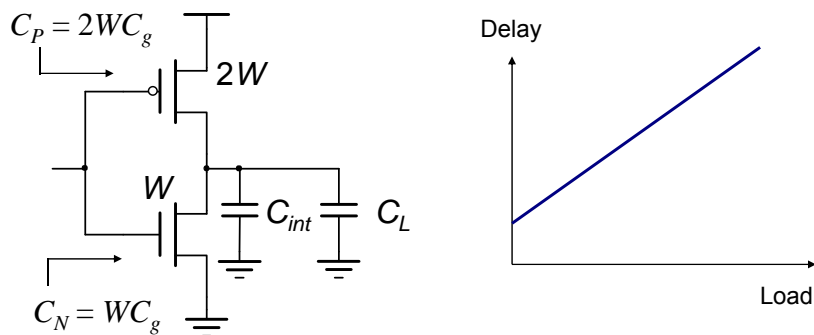 C_P = 2WC_g
2W
W
C_int
C_L
C_N = WC_g
Delay
Load